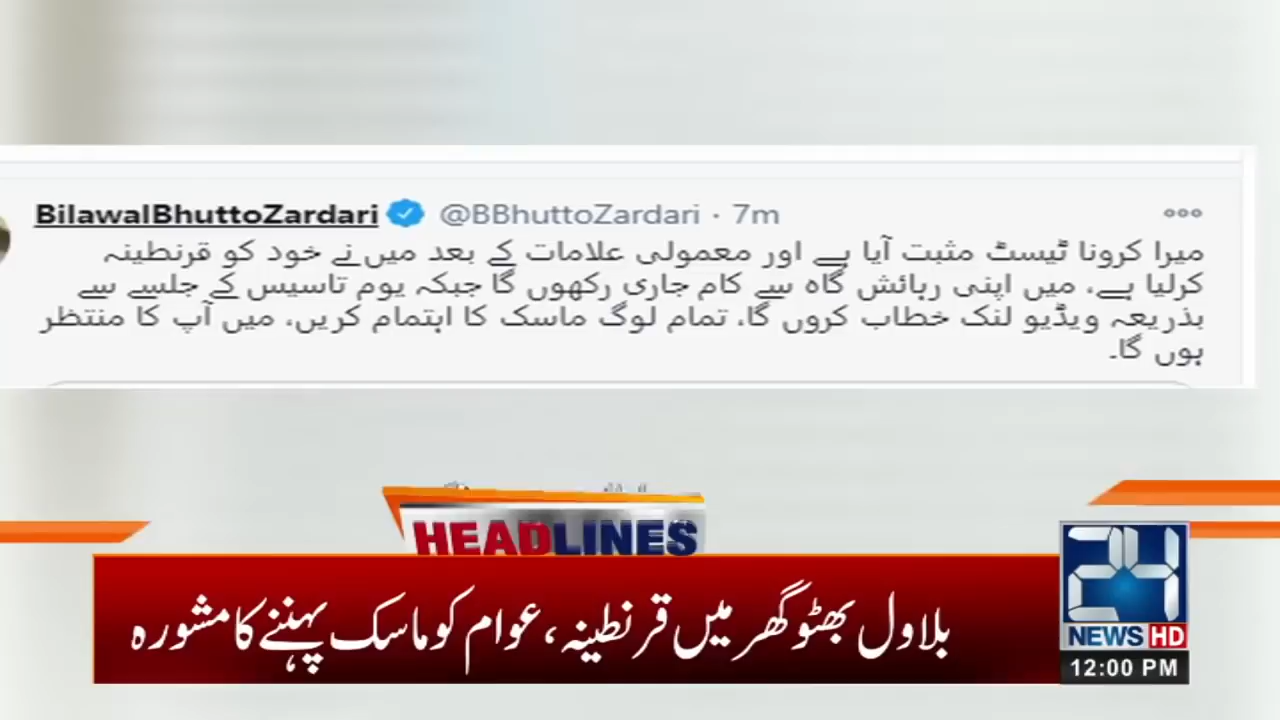 BilawalBhuttoZardari @BBhuttoZardari · 7m
میرا کرونا ٹیسٹ مثبت آیا ہے اور معمولی علامات کے بعد میں نے خود کو قرنطینہ
کرلیا ہے، میں اپنی رہائش گاہ سے کام جاری رکھوں گا جبکہ یوم تاسیس کے جلسے سے
بذریعہ ویڈیو لنک خطاب کروں گا، تمام لوگ ماسک کا اہتمام کریں، میں آپ کا منتظر
ہوں گا۔
HEADLINES
بلاول بھٹو گھر میں قرنطینہ، عوام کو ماسک پہننے کا مشورہ
24
NEWS HD
12:00 PM